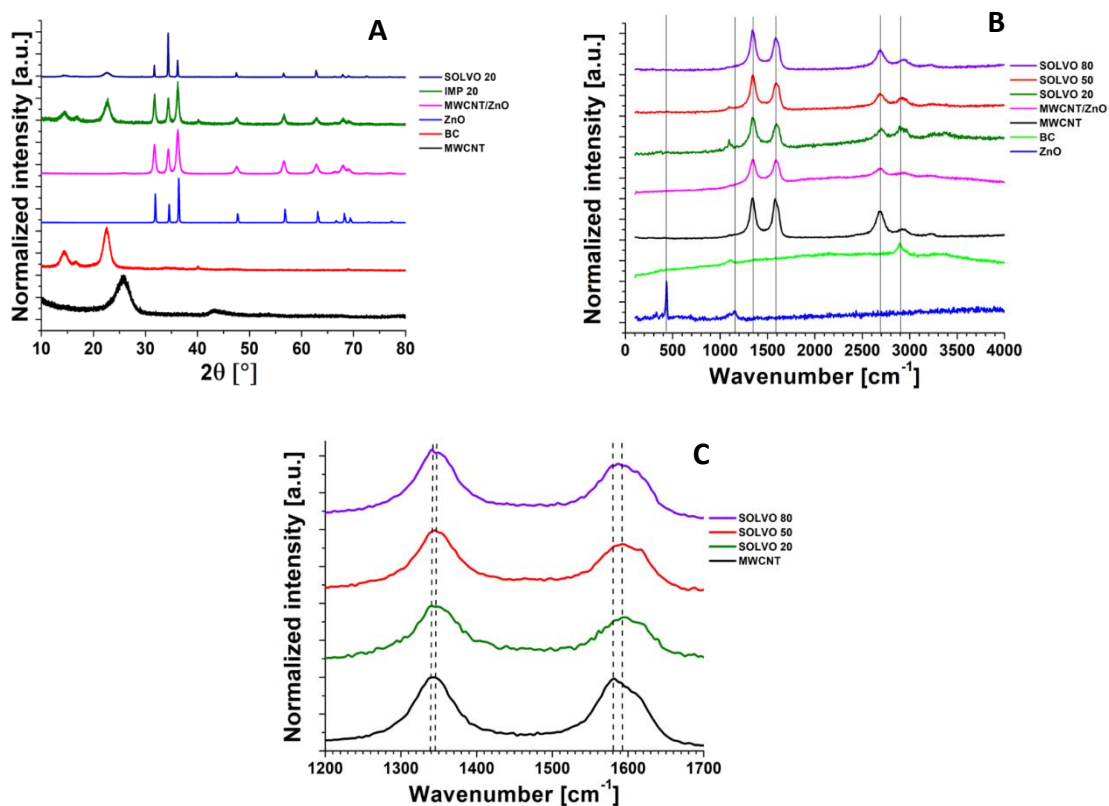 A
Normalized intensity [a.u.]
SOLVO 20
IMP 20
MWCNT/ZnO
ZnO
BC
MWCNT
10 20 30 40 50 60 70 80
2θ [°]
B
Normalized intensity [a.u.]
SOLVO 80
SOLVO 50
SOLVO 20
MWCNT/ZnO
MWCNT
BC
ZnO
0 500 1000 1500 2000 2500 3000 3500 4000
Wavenumber [cm⁻¹]
C
Normalized intensity [a.u.]
SOLVO 80
SOLVO 50
SOLVO 20
MWCNT
1200 1300 1400 1500 1600 1700
Wavenumber [cm⁻¹]